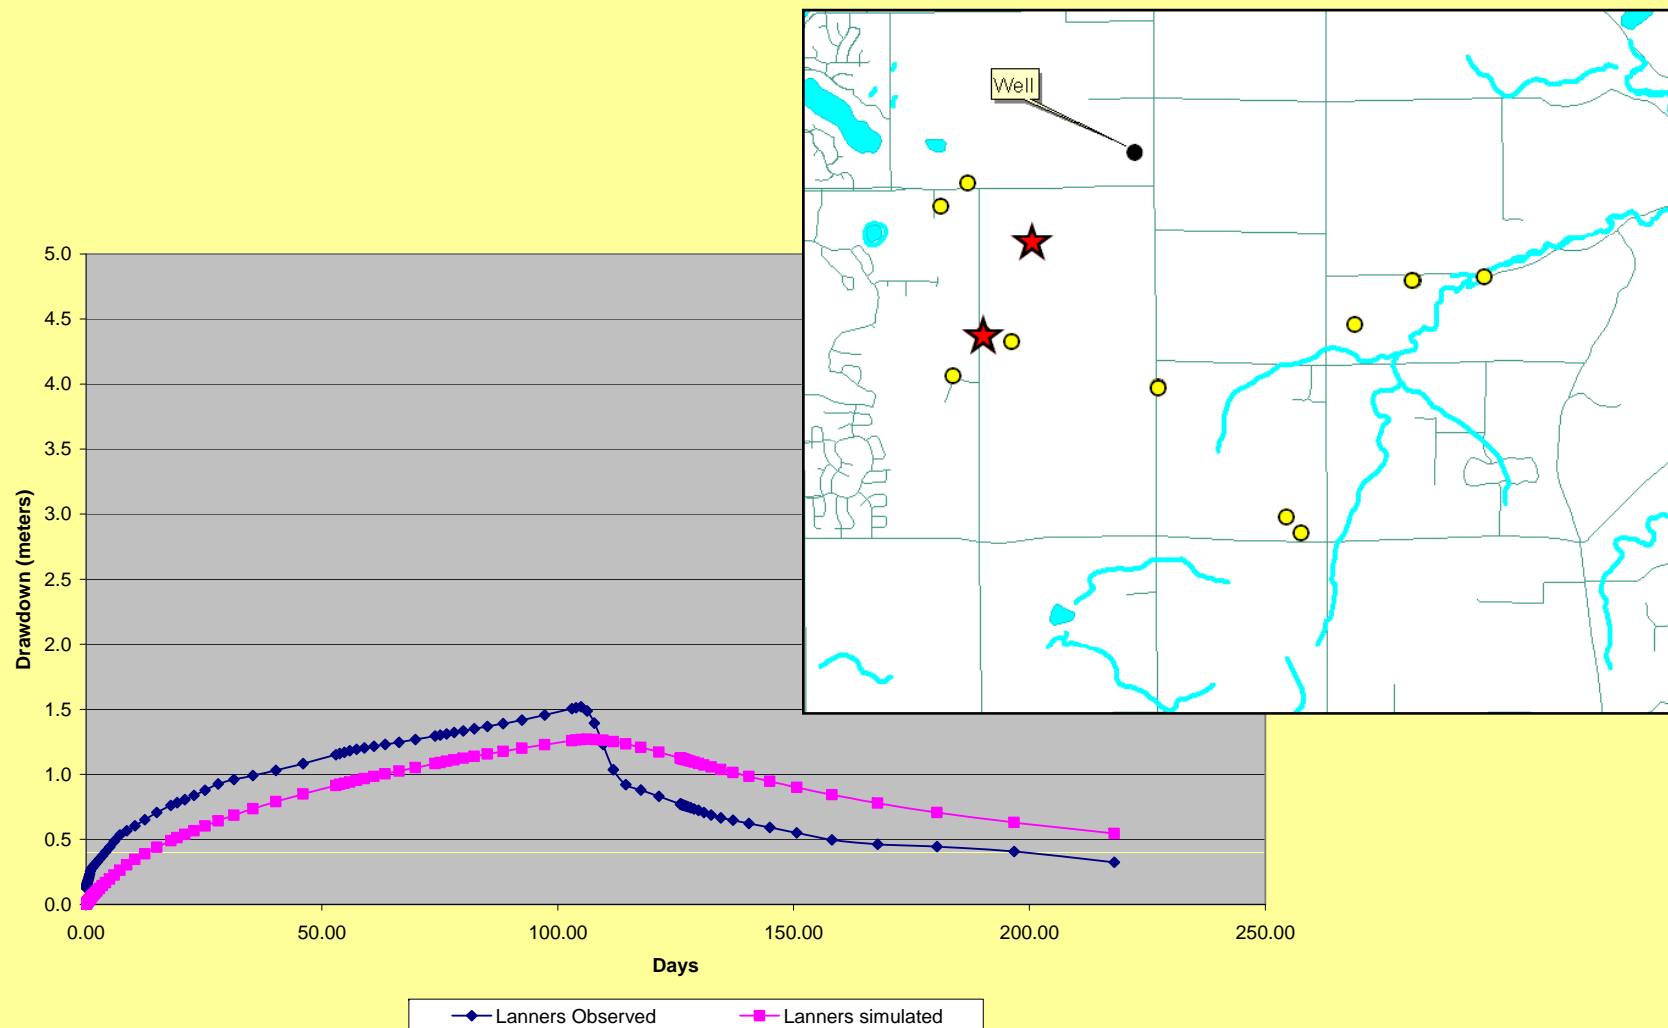 Well
5.0
4.5
4.0
3.5
3.0
2.5
2.0
1.5
1.0
0.5
0.0
Drawdown (meters)
0.00 50.00 100.00 150.00 200.00 250.00
Days
Lanners Observed Lanners simulated